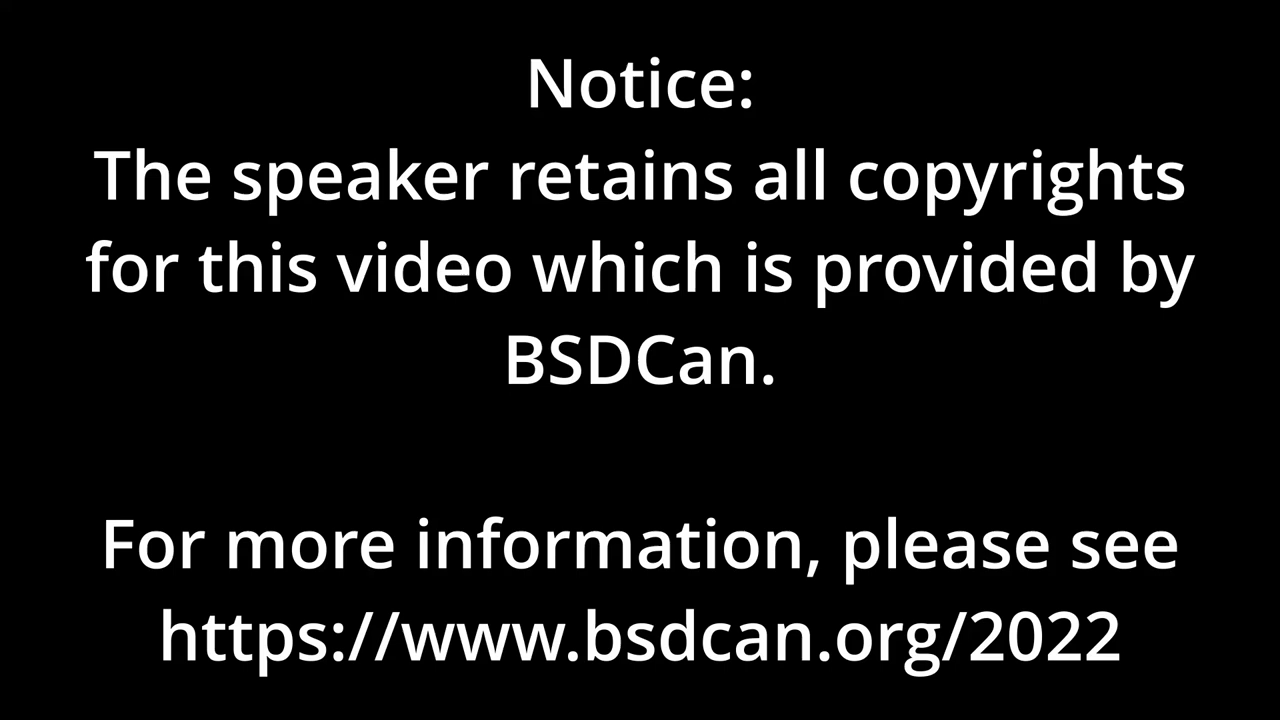 Notice:
The speaker retains all copyrights
for this video which is provided by
BSDCan.
For more information, please see
https://www.bsdcan.org/2022